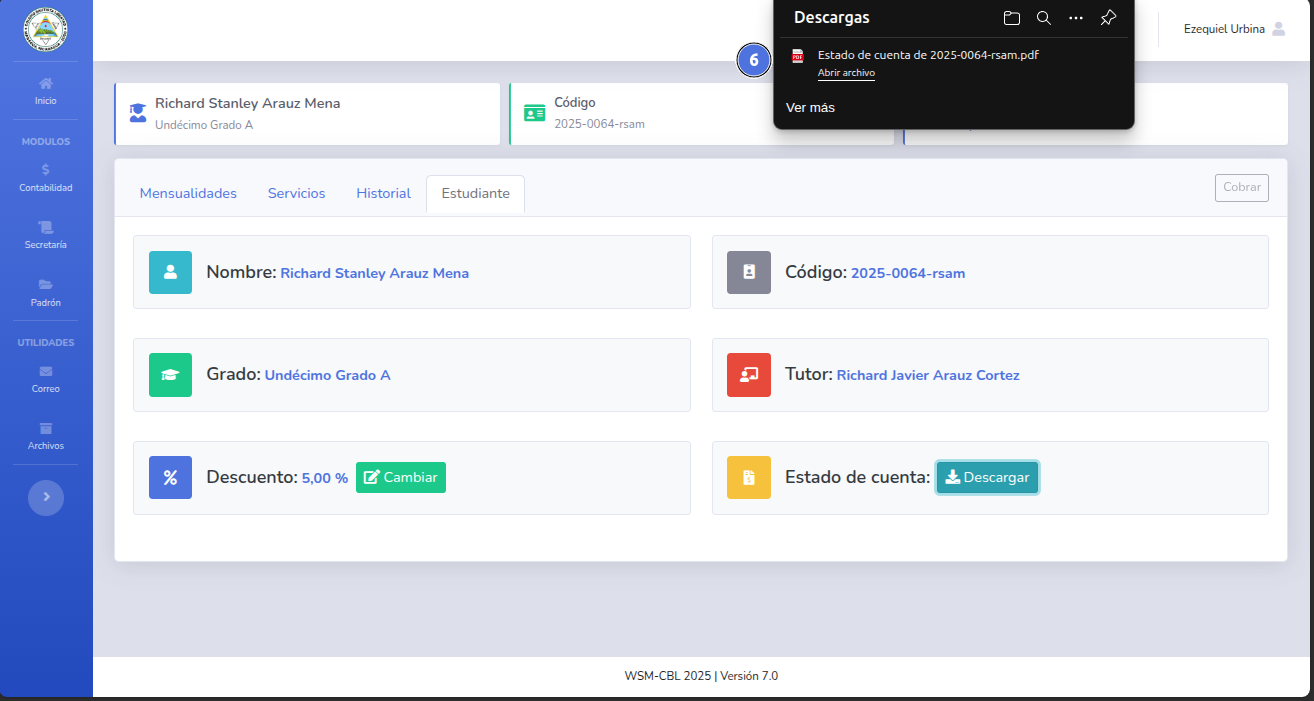 Descargas
Ezequiel Urbina
6
Estado de cuenta de 2025-0064-rsam.pdf
Abrir archivo
Ver más
Inicio
MODULOS
Contabilidad
Secretaría
Padrón
UTILIDADES
Correo
Archivos
Richard Stanley Arauz Mena
Undécimo Grado A
Código
2025-0064-rsam
Mensualidades
Servicios
Historial
Estudiante
Cobrar
Nombre: Richard Stanley Arauz Mena
Código: 2025-0064-rsam
Grado: Undécimo Grado A
Tutor: Richard Javier Arauz Cortez
Descuento: 5,00 % Cambiar
Estado de cuenta: Descargar
WSM-CBL 2025 | Versión 7.0